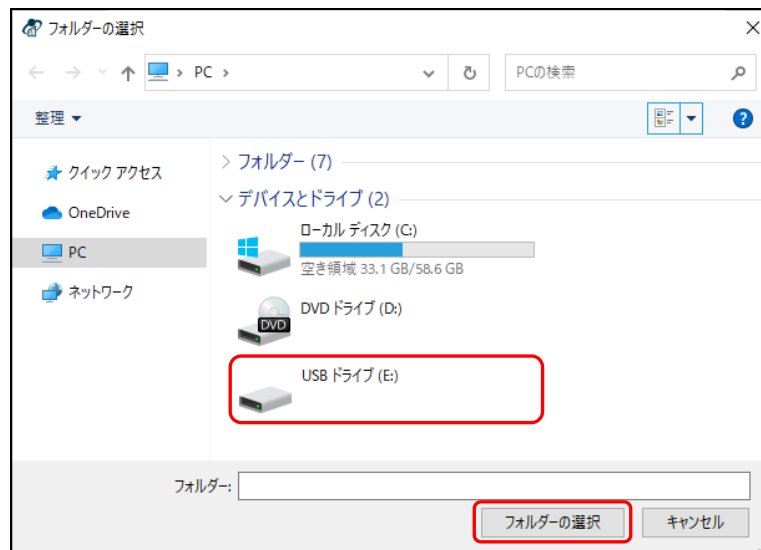 フォルダーの選択
PC
PCの検索
整理
クイック アクセス
OneDrive
PC
ネットワーク
フォルダー (7)
デバイスとドライブ (2)
ローカル ディスク (C:)
空き領域 33.1 GB/58.6 GB
DVD ドライブ (D:)
DVD
USB ドライブ (E:)
フォルダー:
フォルダーの選択
キャンセル